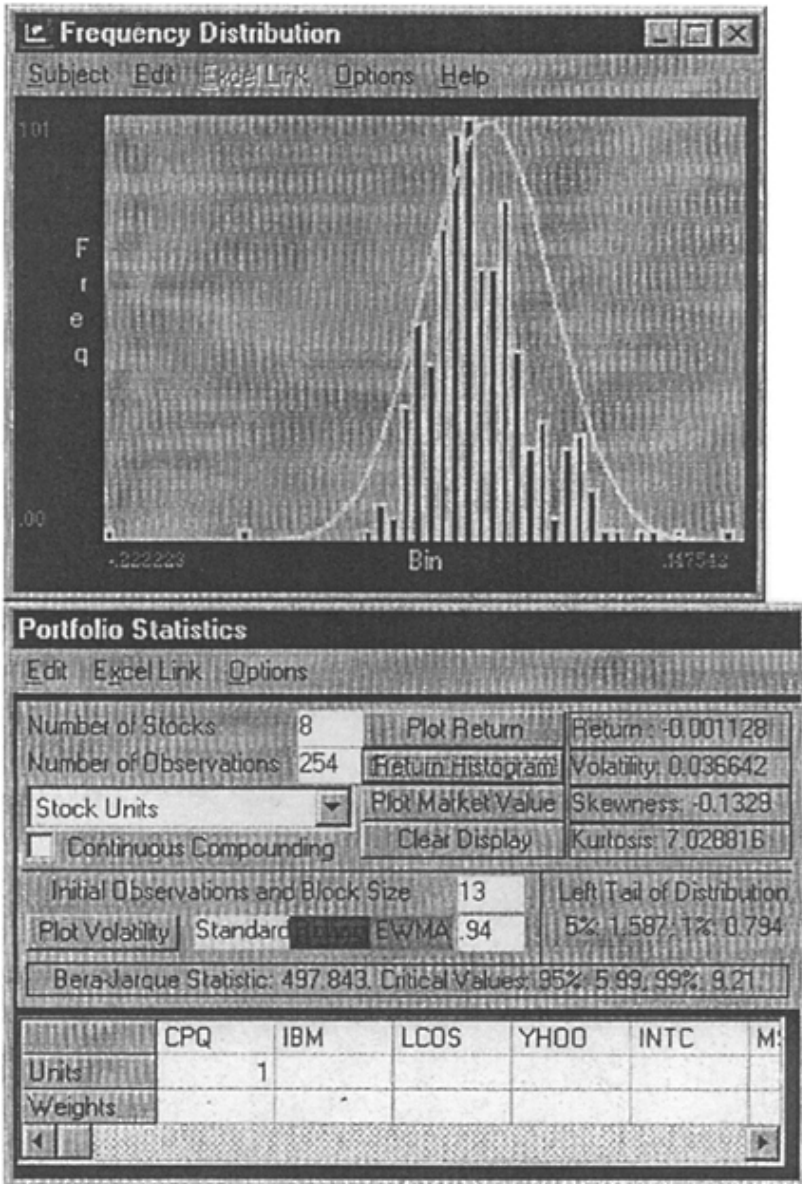 Frequency Distribution
Subject Edit Excel Link Options Help
.101
F
r
e
q
.00
-.222223 Bin .147542
Portfolio Statistics
Edit Excel Link Options
Number of Stocks 8 Plot Return Return: -0.001128
Number of Observations 254 Return Histogram Volatility: 0.036642
Stock Units Plot Market Value Skewness: -0.1329
Continuous Compounding Clear Display Kurtosis: 7.028816
Initial Observations and Block Size 13 Left Tail of Distribution
Plot Volatility Standard EWMA .94 5%: 1.587: 1%: 0.794
Bera-Jarque Statistic: 497.843. Critical Values: 95%: 5.99, 99%: 9.21.
CPQ IBM LCOS YHOO INTC
Units 1
Weights